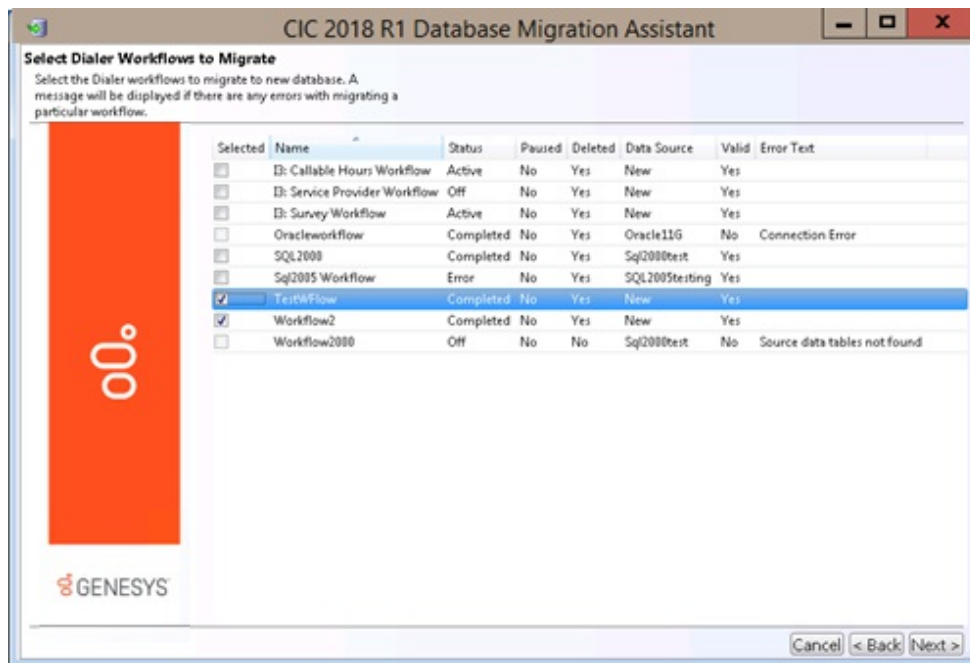 CIC 2018 R1 Database Migration Assistant
Select Dialer Workflows to Migrate
Select the Dialer workflows to migrate to new database. A
message will be displayed if there are any errors with migrating a
particular workflow.
Selected Name Status Paused Deleted Data Source Valid Error Text
I3: Callable Hours Workflow Active No Yes New Yes
I3: Service Provider Workflow Off No Yes New Yes
I3: Survey Workflow Active No Yes New Yes
Oracleworkflow Completed No Yes Oracle11G No Connection Error
SQL2000 Completed No Yes Sql2000test Yes
Sql2005 Workflow Error No Yes SQL2005testing Yes
TestWFlow Completed No Yes New Yes
Workflow2 Completed No Yes New Yes
Workflow2000 Off No No Sql2000test No Source data tables not found
GENESYS
Cancel < Back Next >